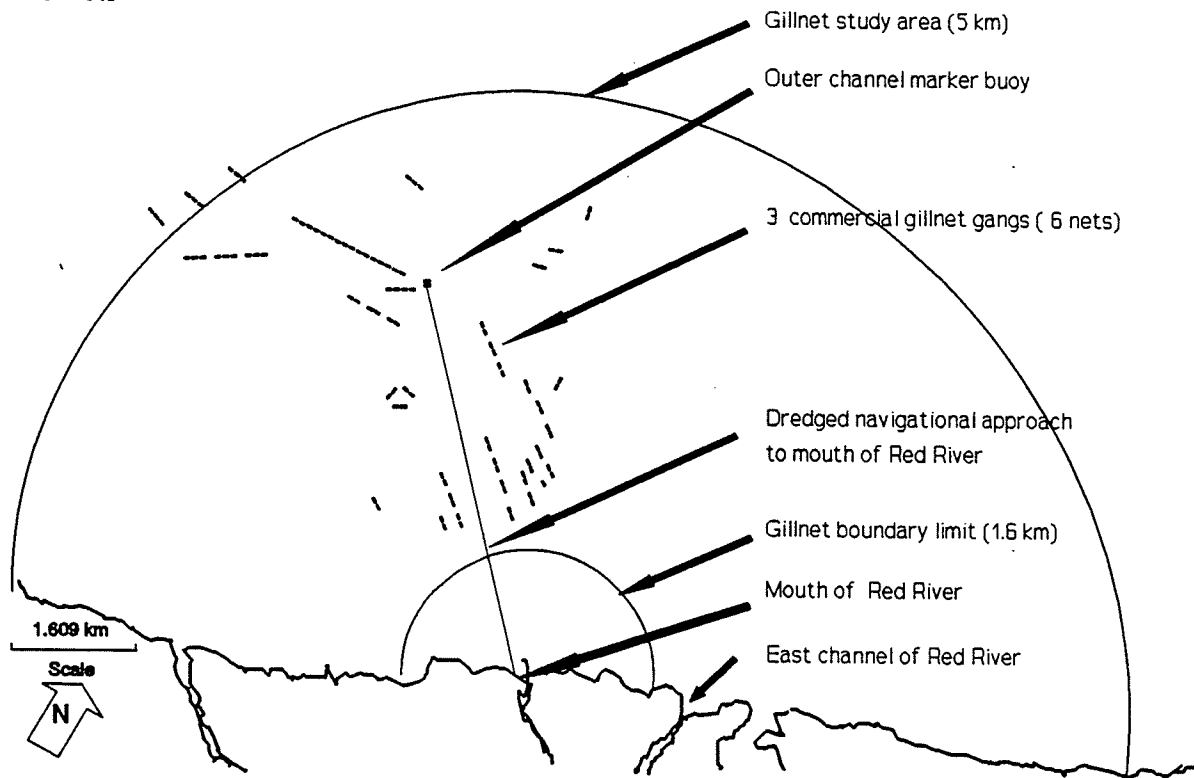 Gillnet study area (5 km)
Outer channel marker buoy
3 commercial gillnet gangs ( 6 nets)
Dredged navigational approach
to mouth of Red River
Gillnet boundary limit (1.6 km)
Mouth of Red River
East channel of Red River
1.609 km
Scale
N